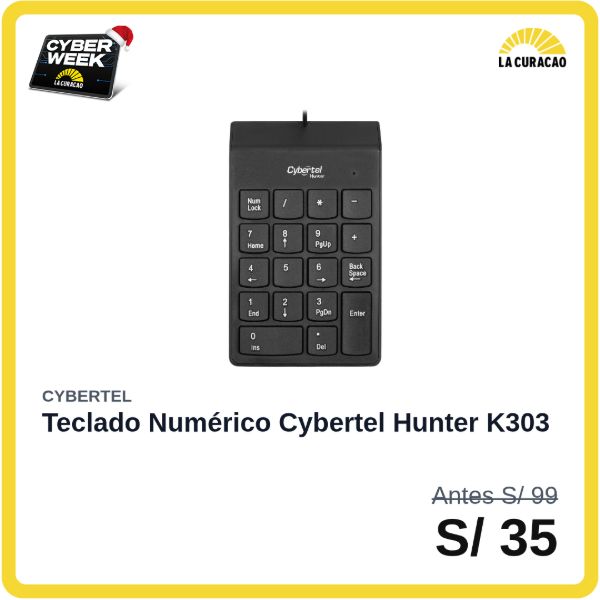 CYBER
WEEK
LA CURACAO
LA CURACAO
Cybertel
Hunter
Num
Lock
/
*
-
7
Home
8
↑
9
PgUp
+
4
←
5
6
→
Back
Space
←
1
End
2
↓
3
PgDn
Enter
0
Ins
.
Del
CYBERTEL
Teclado Numérico Cybertel Hunter K303
Antes S/ 99
S/ 35